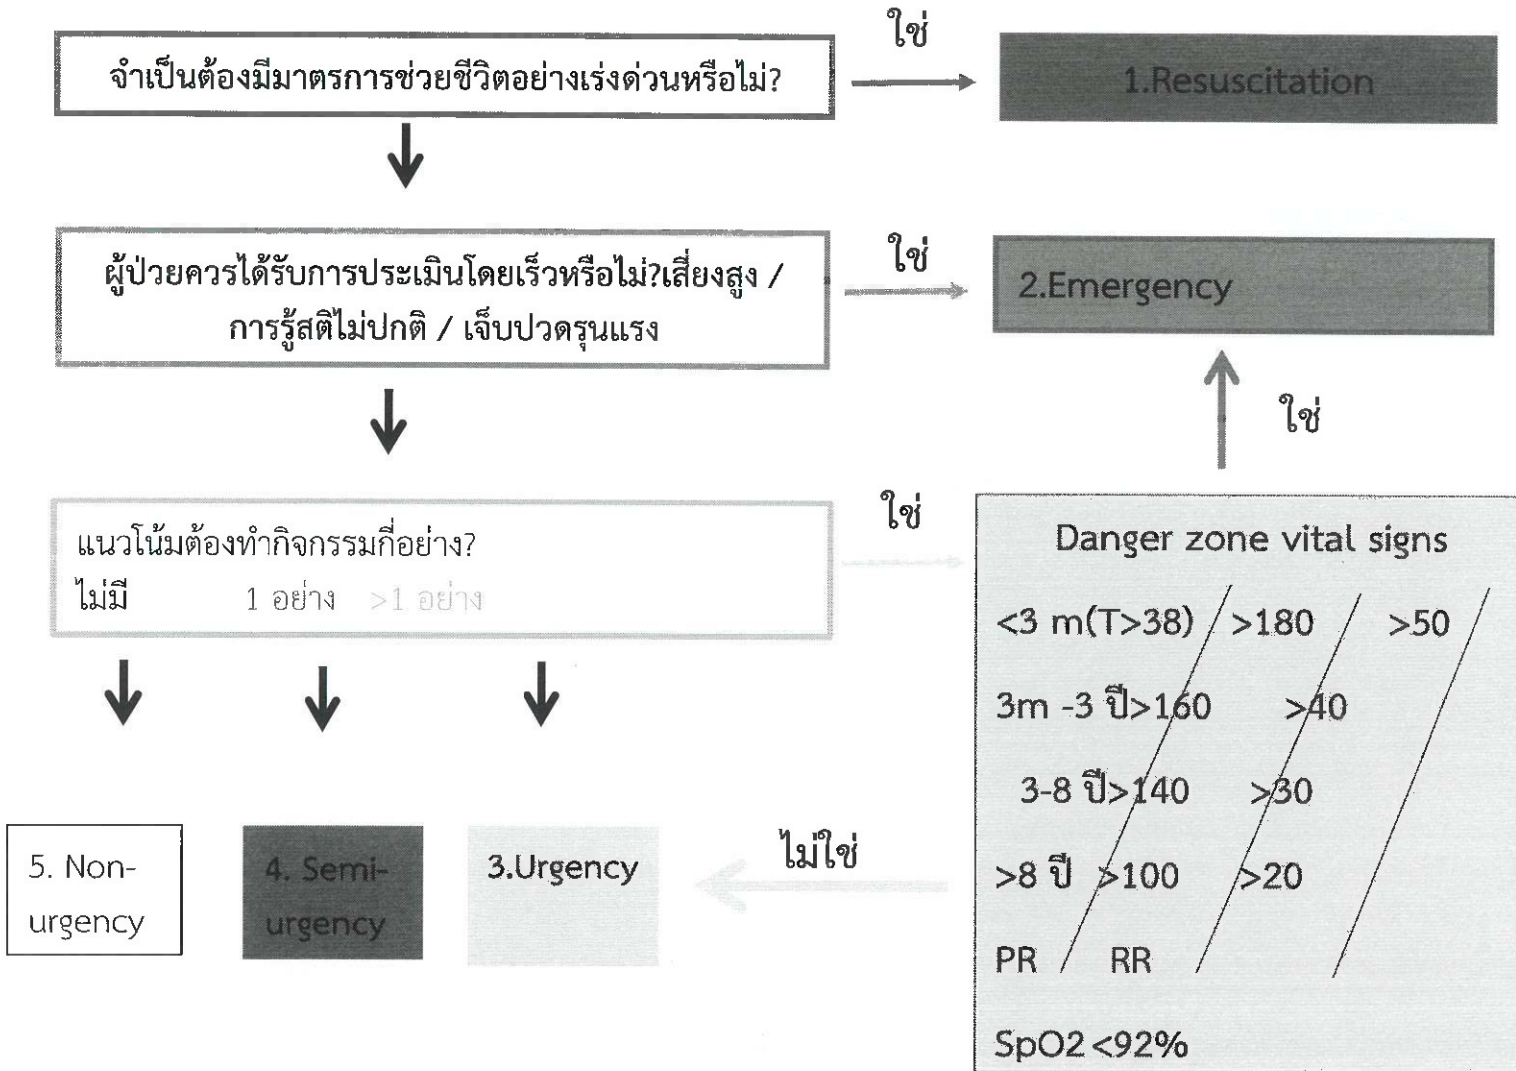 จำเป็นต้องมีมาตรการช่วยชีวิตอย่างเร่งด่วนหรือไม่?
ใช่
1.Resuscitation
ผู้ป่วยควรได้รับการประเมินโดยเร็วหรือไม่?เสี่ยงสูง /
การรู้สติไม่ปกติ / เจ็บปวดรุนแรง
ใช่
2.Emergency
ใช่
แนวโน้มต้องทำกิจกรรมกี่อย่าง?
ไม่มี 1 อย่าง >1 อย่าง
ใช่
Danger zone vital signs
<3 m(T>38) >180 >50
3m -3 ปี>160 >40
3-8 ปี>140 >30
>8 ปี >100 >20
PR RR
SpO2 <92%
ไม่ใช่
5. Non-
urgency
4. Semi-
urgency
3.Urgency